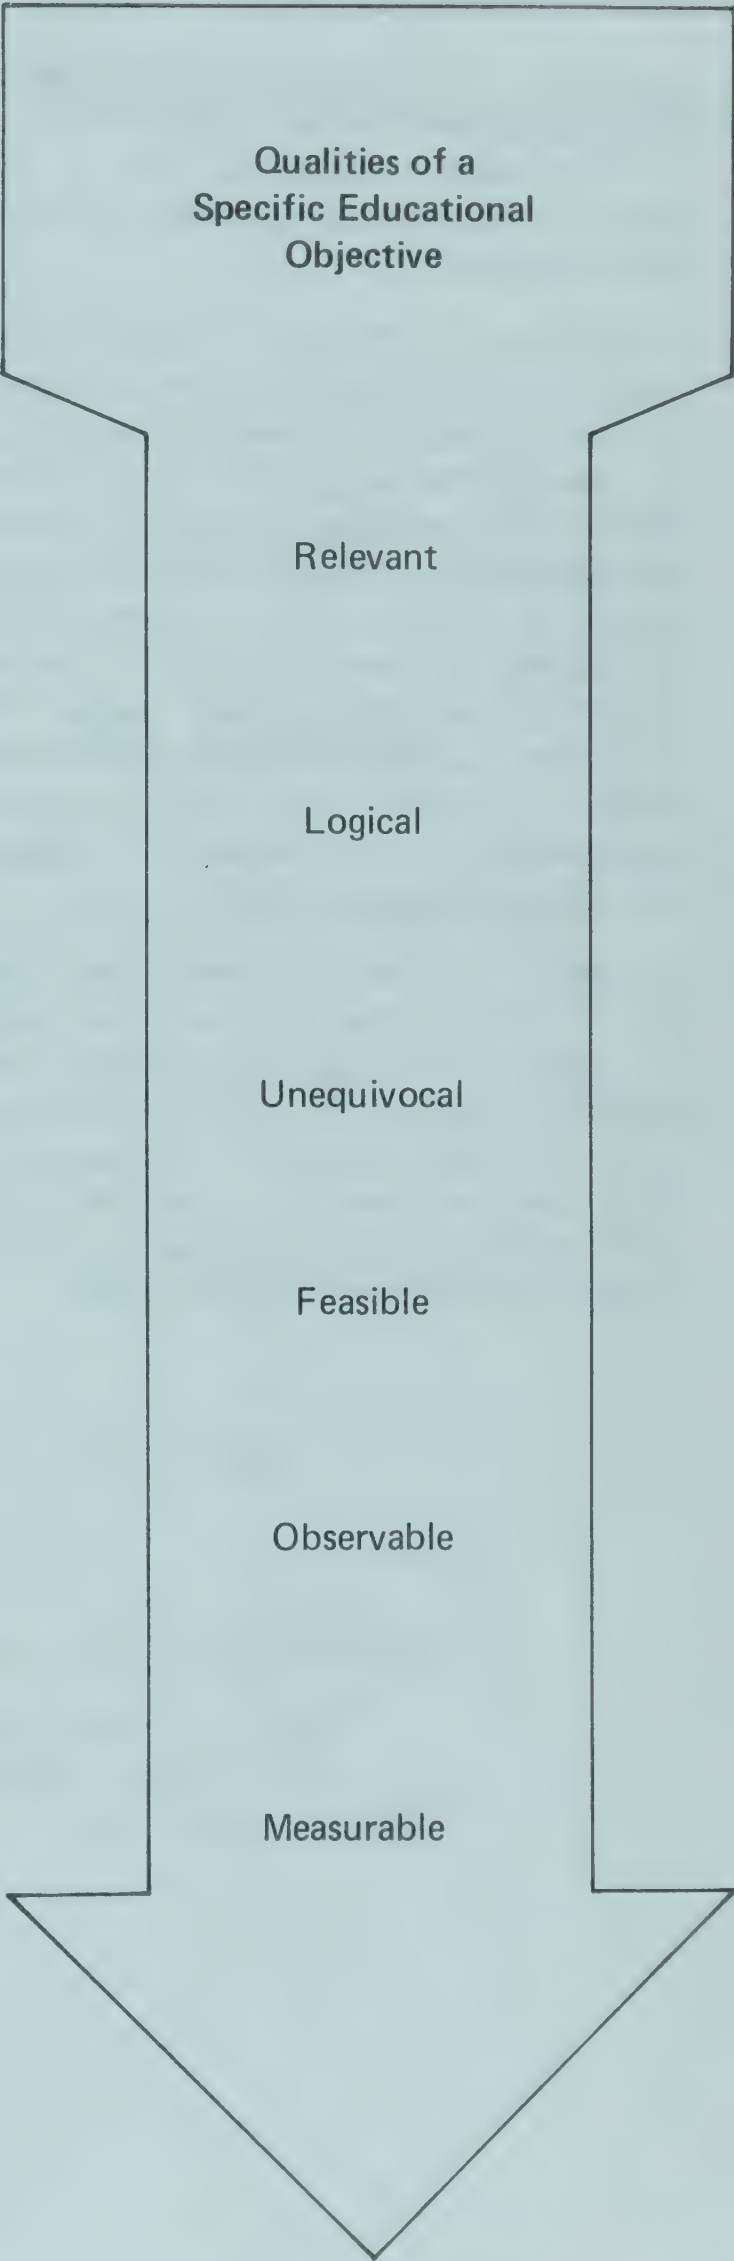 Qualities of a
Specific Educational
Objective
Relevant
Logical
Unequivocal
Feasible
Observable
Measurable